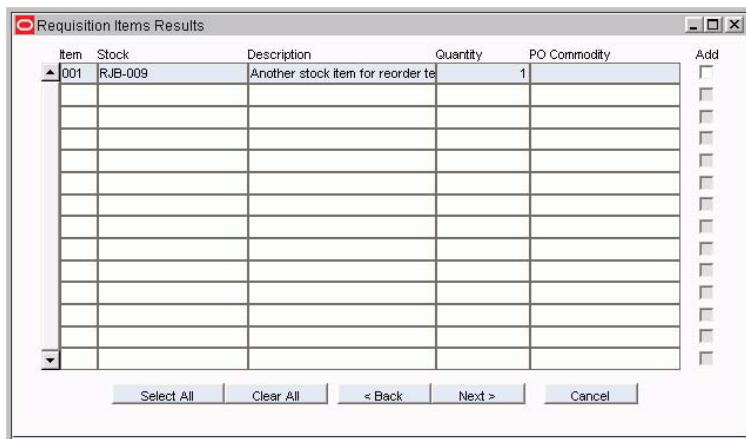 Requisition Items Results
Item Stock Description Quantity PO Commodity Add
001 RJB-009 Another stock item for reorder te 1
Select All Clear All < Back Next > Cancel